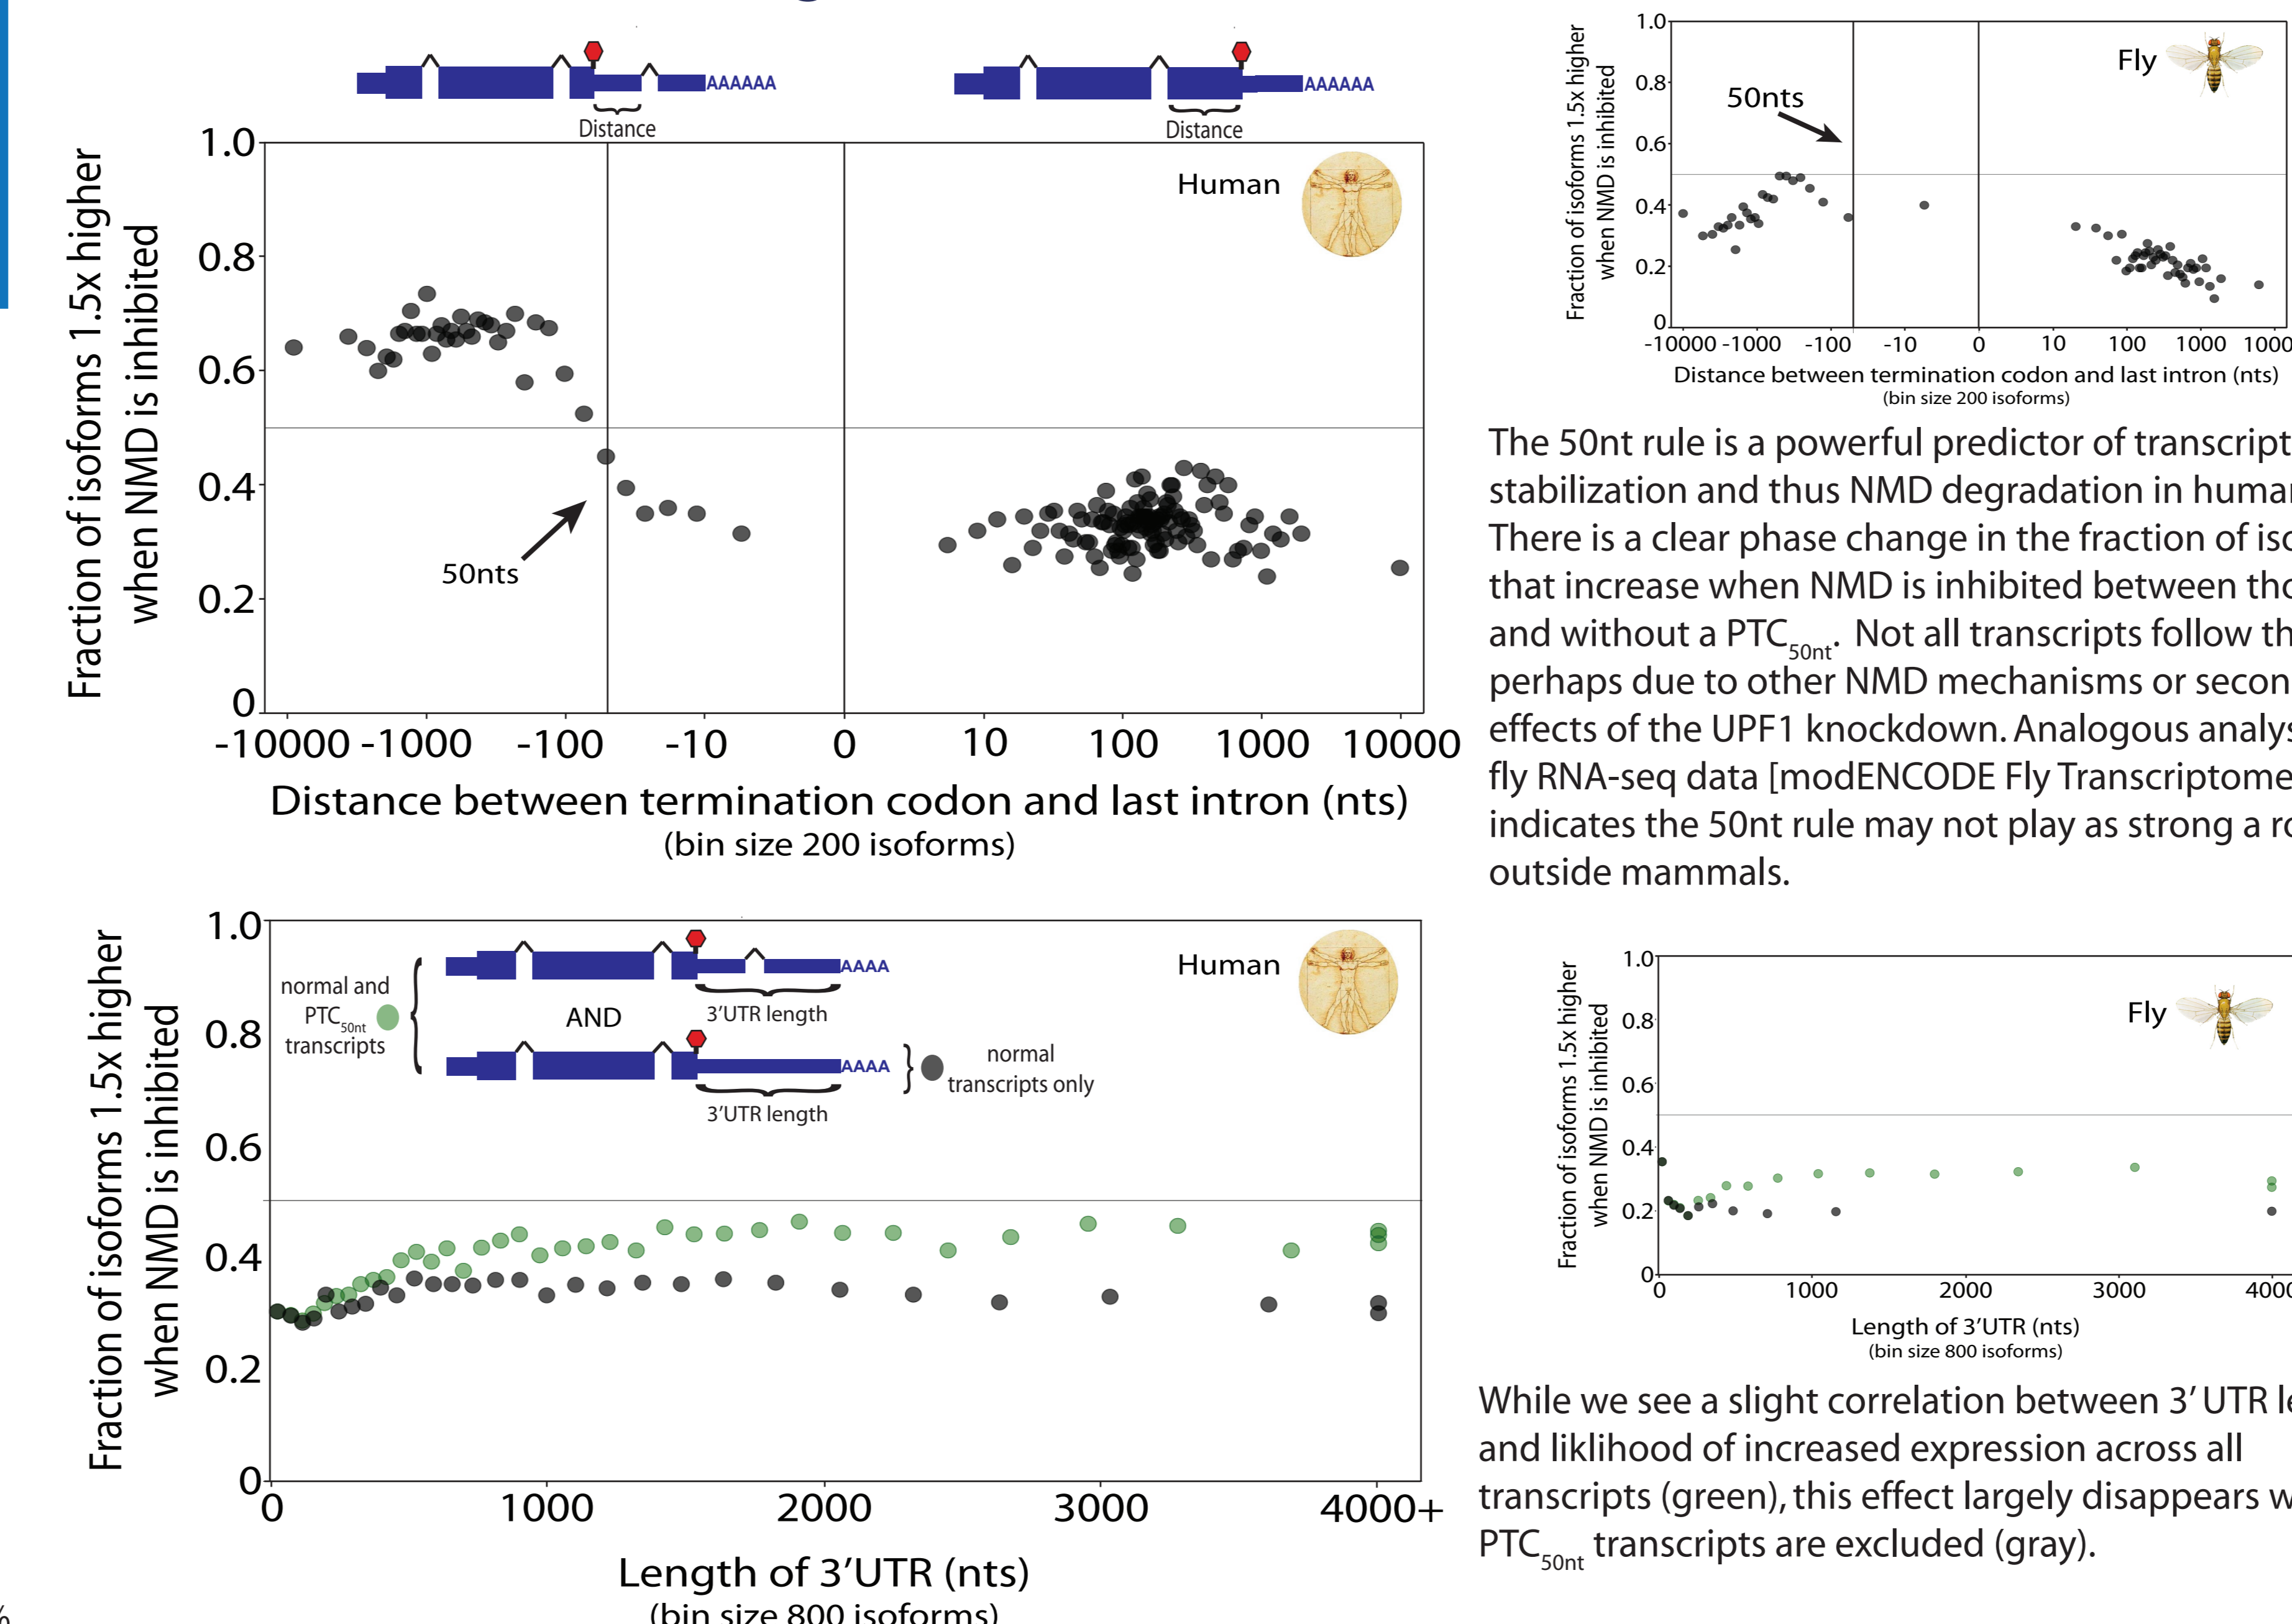 AAAAAA
Distance
AAAAAA
Distance
Human
50nts
Fraction of isoforms 1.5x higher
when NMD is inhibited
1.0
0.8
0.6
0.4
0.2
0
-10000 -1000 -100 -10 0 10 100 1000 10000
Distance between termination codon and last intron (nts)
(bin size 200 isoforms)
Fly
50nts
Fraction of isoforms 1.5x higher
when NMD is inhibited
1.0
0.8
0.6
0.4
0.2
0
-10000 -1000 -100 -10 0 10 100 1000 1000
Distance between termination codon and last intron (nts)
(bin size 200 isoforms)
The 50nt rule is a powerful predictor of transcript
stabilization and thus NMD degradation in human
There is a clear phase change in the fraction of iso
that increase when NMD is inhibited between tho
and without a PTC50nt. Not all transcripts follow th
perhaps due to other NMD mechanisms or secon
effects of the UPF1 knockdown. Analogous analys
fly RNA-seq data [modENCODE Fly Transcriptome
indicates the 50nt rule may not play as strong a ro
outside mammals.
Fraction of isoforms 1.5x higher
when NMD is inhibited
1.0
0.8
0.6
0.4
0.2
0
normal and
PTC50nt
transcripts
AAAA
3'UTR length
AND
AAAA
3'UTR length
normal
transcripts only
Human
0 1000 2000 3000 4000+
Length of 3'UTR (nts)
(bin size 800 isoforms)
Fly
Fraction of isoforms 1.5x higher
when NMD is inhibited
1.0
0.8
0.6
0.4
0.2
0
0 1000 2000 3000 4000
Length of 3'UTR (nts)
(bin size 800 isoforms)
While we see a slight correlation between 3' UTR le
and liklihood of increased expression across all
transcripts (green), this effect largely disappears w
PTC50nt transcripts are excluded (gray).
%